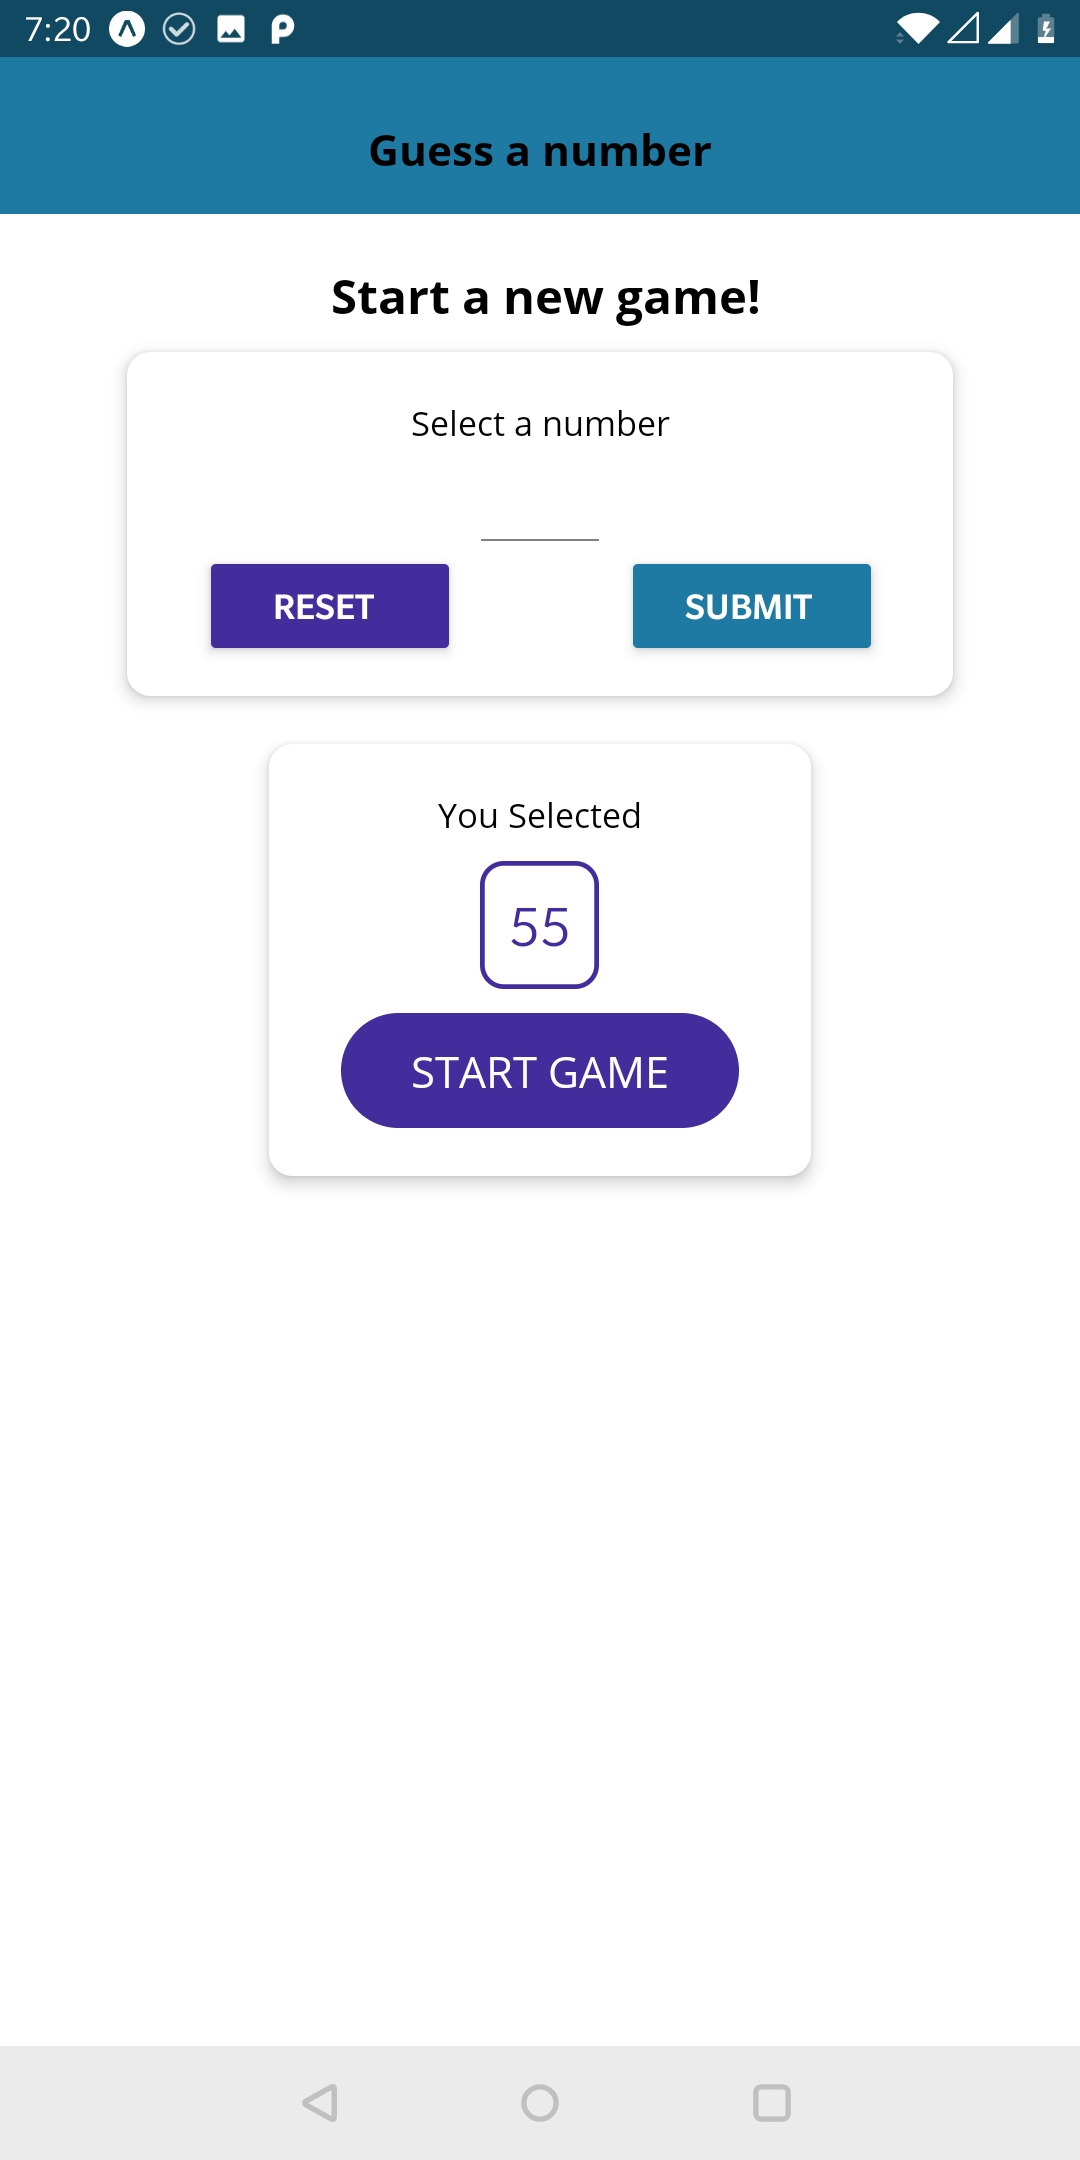 7:20
Guess a number
Start a new game!
Select a number
RESET
SUBMIT
You Selected
55
START GAME